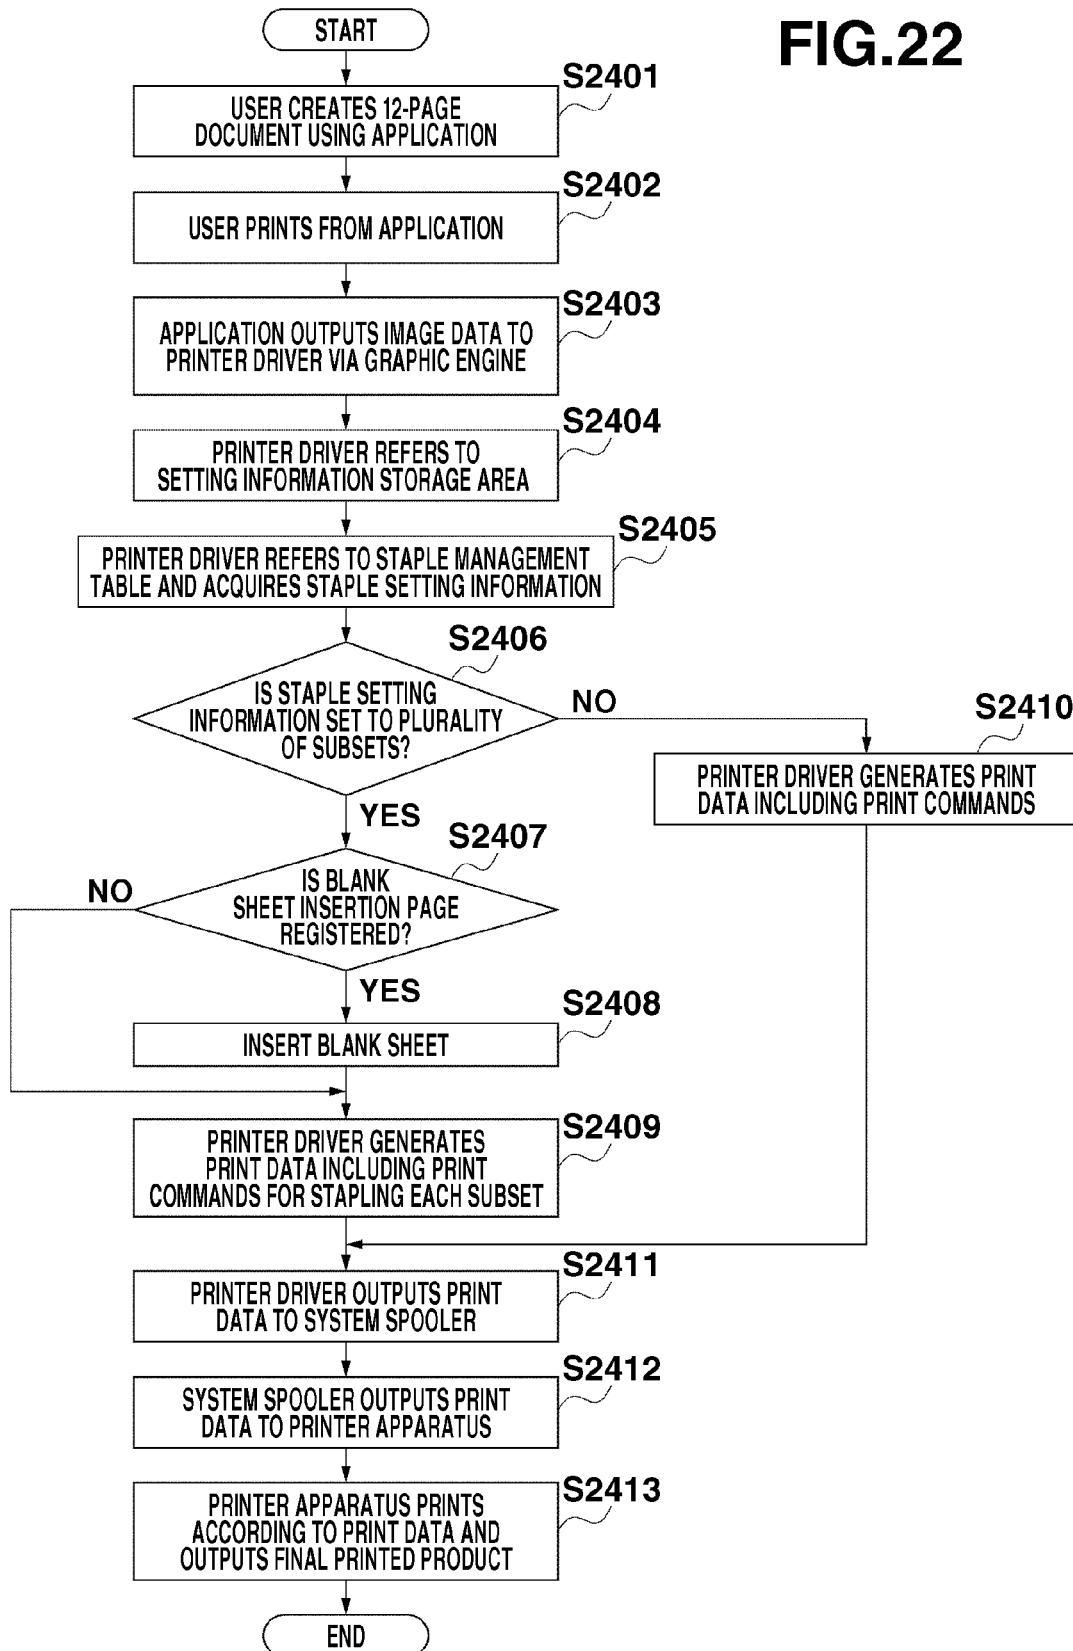 FIG.22
START
S2401
USER CREATES 12-PAGE
DOCUMENT USING APPLICATION
S2402
USER PRINTS FROM APPLICATION
S2403
APPLICATION OUTPUTS IMAGE DATA TO
PRINTER DRIVER VIA GRAPHIC ENGINE
S2404
PRINTER DRIVER REFERS TO
SETTING INFORMATION STORAGE AREA
S2405
PRINTER DRIVER REFERS TO STAPLE MANAGEMENT
TABLE AND ACQUIRES STAPLE SETTING INFORMATION
S2406
IS STAPLE SETTING
INFORMATION SET TO PLURALITY
OF SUBSETS?
NO
S2410
PRINTER DRIVER GENERATES PRINT
DATA INCLUDING PRINT COMMANDS
YES
S2407
IS BLANK
SHEET INSERTION PAGE
REGISTERED?
NO
YES
S2408
INSERT BLANK SHEET
S2409
PRINTER DRIVER GENERATES
PRINT DATA INCLUDING PRINT
COMMANDS FOR STAPLING EACH SUBSET
S2411
PRINTER DRIVER OUTPUTS PRINT
DATA TO SYSTEM SPOOLER
S2412
SYSTEM SPOOLER OUTPUTS PRINT
DATA TO PRINTER APPARATUS
S2413
PRINTER APPARATUS PRINTS
ACCORDING TO PRINT DATA AND
OUTPUTS FINAL PRINTED PRODUCT
END